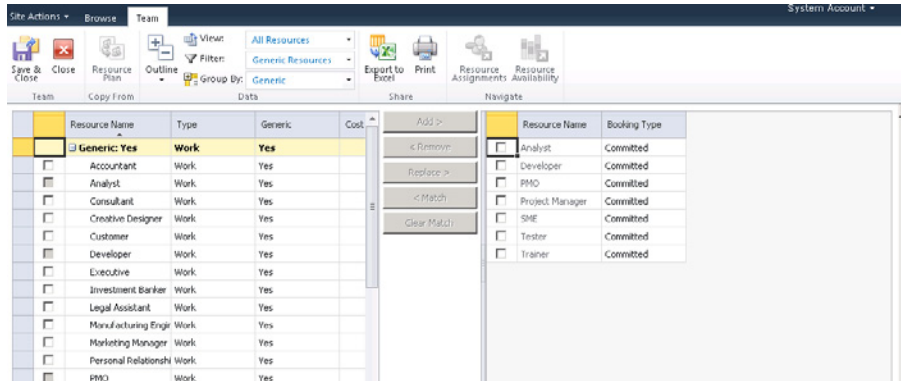 System Account
Site Actions Browse Team
View: All Resources
Filter: Generic Resources
Group By: Generic
Save & Close Close Resource Plan Outline Export to Excel Print Resource Assignments Resource Availability
Team Copy From Data Share Navigate
Resource Name Type Generic Cost
Add >
Resource Name Booking Type
Generic: Yes Work Yes
< Remove
Analyst Committed
Accountant Work Yes
Developer Committed
Analyst Work Yes
Replace >
PMO Committed
Consultant Work Yes
< Match
Project Manager Committed
Creative Designer Work Yes
Clear Match
SME Committed
Customer Work Yes
Tester Committed
Developer Work Yes
Trainer Committed
Executive Work Yes
Investment Banker Work Yes
Legal Assistant Work Yes
Manufacturing Engir Work Yes
Marketing Manager Work Yes
Personal Relationshi Work Yes
PMO Work Yes